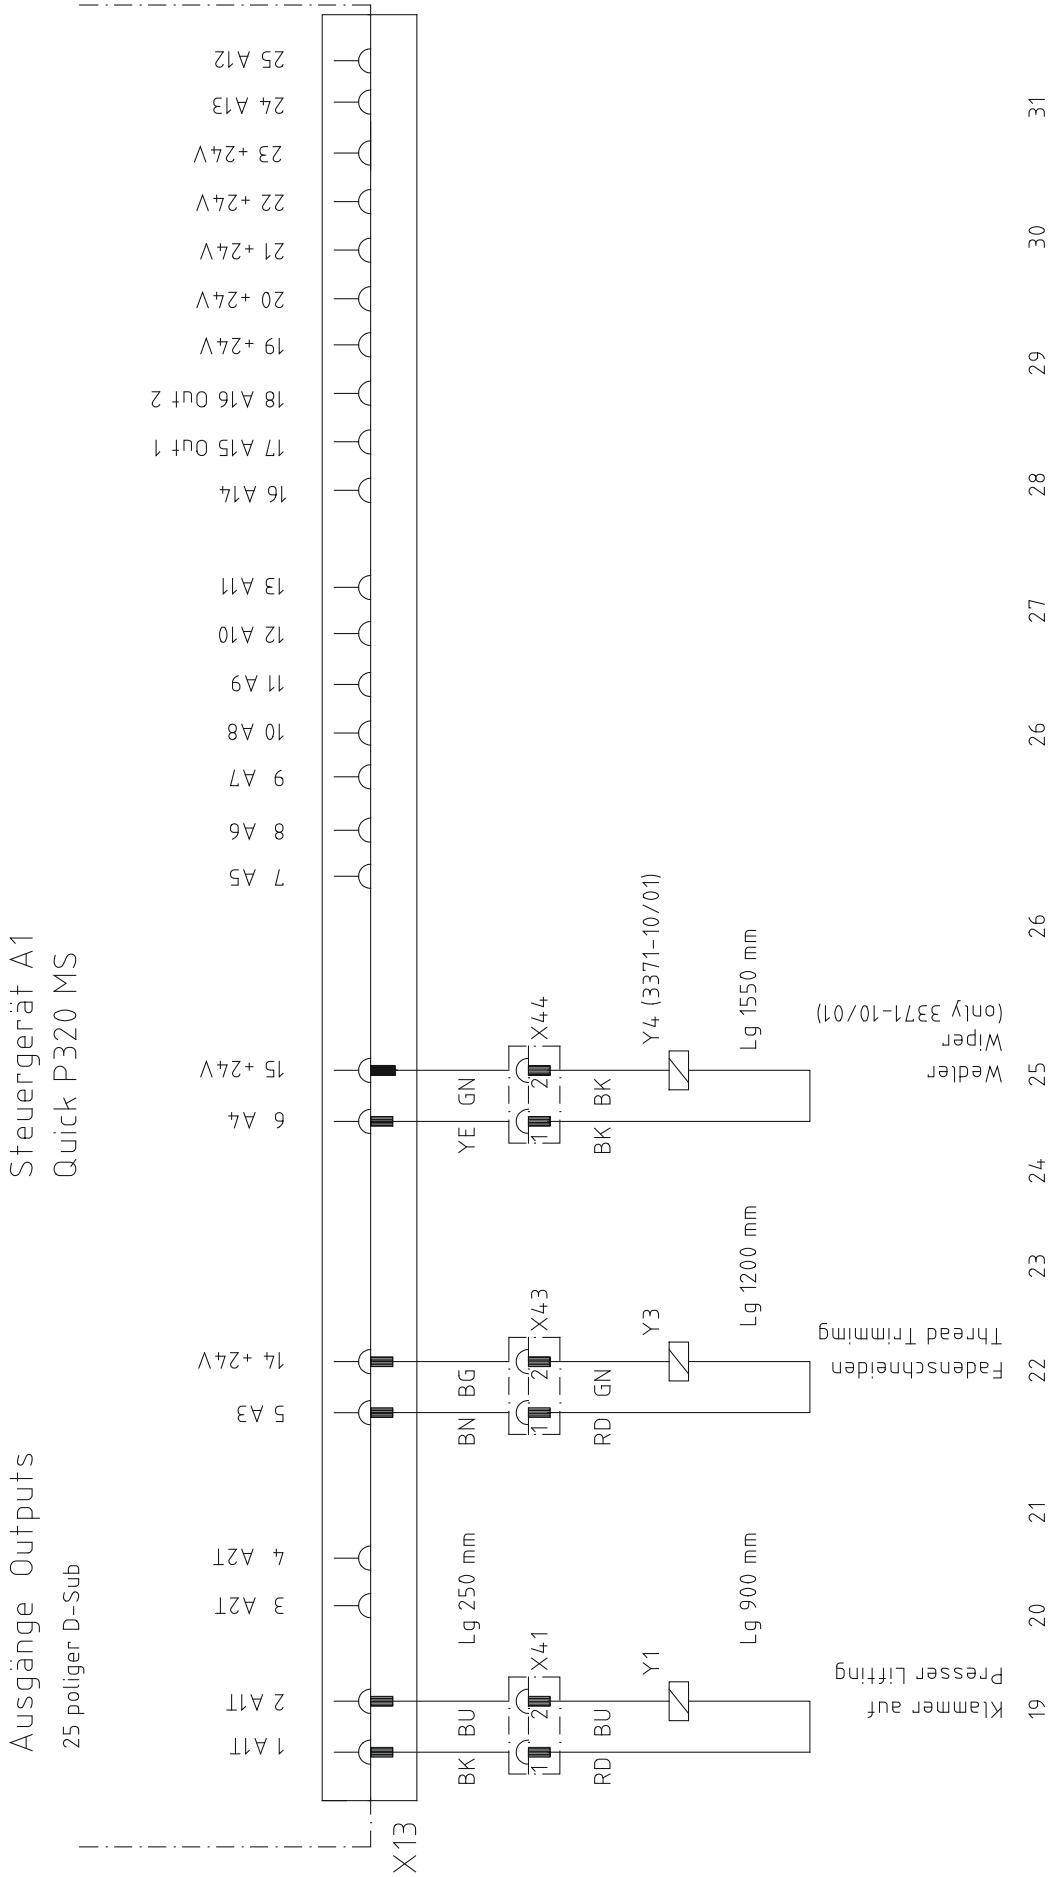 Ausgänge Outputs
25 poliger D-Sub
Steuergerät A1
Quick P320 MS
1 A1T
2 A1T
3 A2T
4 A2T
5 A3
14 +24V
6 A4
15 +24V
7 A5
8 A6
9 A7
10 A8
11 A9
12 A10
13 A11
16 A14
17 A15 Out 1
18 A16 Out 2
19 +24V
20 +24V
21 +24V
22 +24V
23 +24V
24 A13
25 A12
X13
BK BU
Lg 250 mm
BN BG
YE GN
1 2 X41
1 2 X43
1 2 X44
RD BU
RD GN
BK BK
Y1
Y3
Y4 (3371-10/01)
Lg 900 mm
Lg 1200 mm
Lg 1550 mm
Klammer auf
Presser Lifting
Fadenschneiden
Thread Trimming
Wedler
Wiper
(only 3371-10/01)
19 20 21 22 23 24 25 26 26 27 28 29 30 31